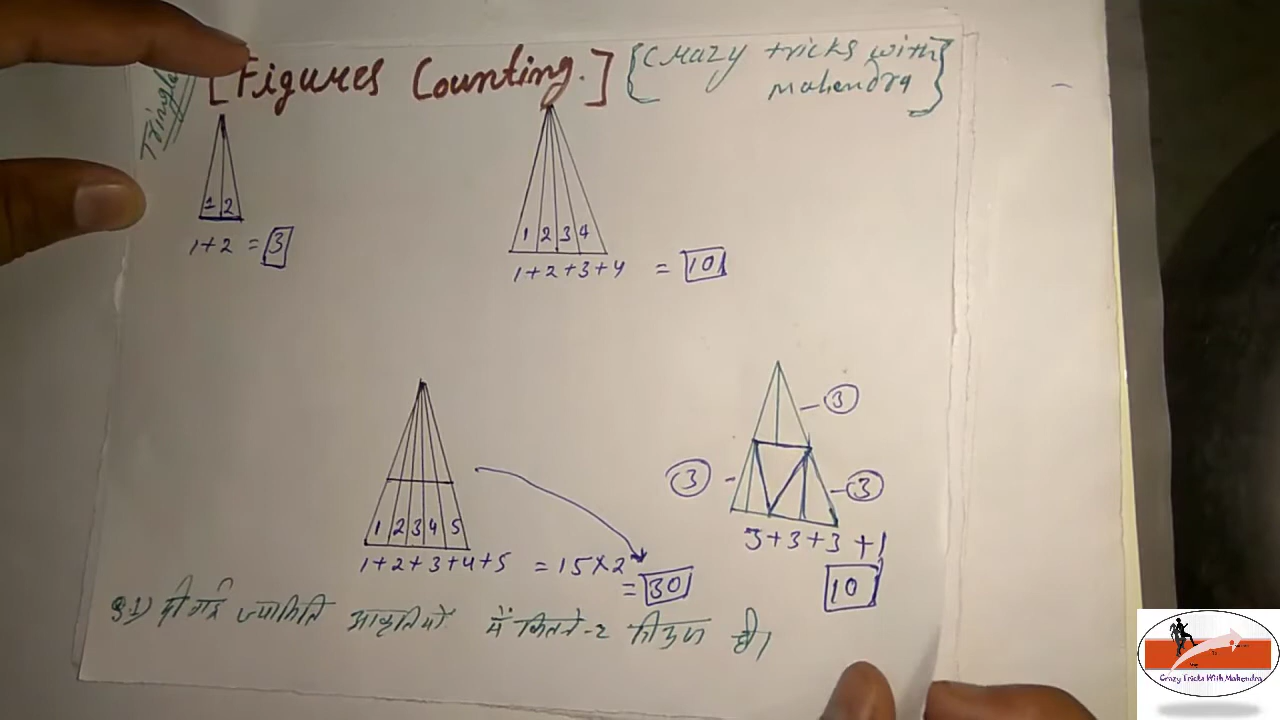 Tringle
[Figures Counting.] {Crazy tricks with
Mahendra}
1 2
1+2 = 3
1 2 3 4
1+2+3+4 = 10
3
3
3
3+3+3+1
10
1 2 3 4 5
1+2+3+4+5 = 15×2
= 30
Q.1) दी गई ज्यामिति आकृतियों में कितने-2 त्रिभुज है।
Crazy Tricks With Mahendra